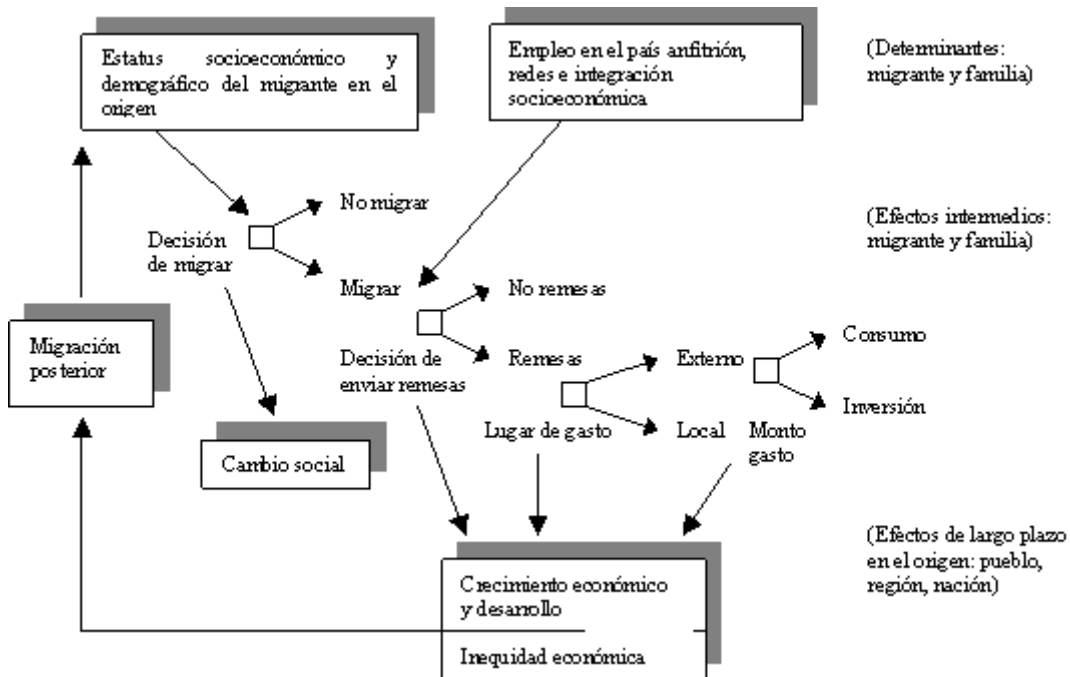 Estatus socioeconómico y
demográfico del migrante en el
origen
Empleo en el país anfitrión,
redes e integración
socioeconómica
(Determinantes:
migrante y familia)
No migrar
Decisión
de migrar
(Efectos intermedios:
migrante y familia)
Migrar
No remesas
Migración
posterior
Decisión de
enviar remesas
Remesas
Externo
Consumo
Inversión
Lugar de gasto
Local
Monto
gasto
Cambio social
(Efectos de largo plazo
en el origen: pueblo,
región, nación)
Crecimiento económico
y desarrollo
Inequidad económica